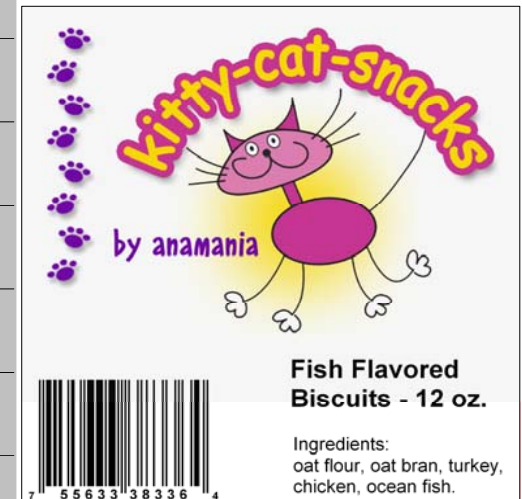 kitty-cat-snacks
by anamania
Fish Flavored
Biscuits - 12 oz.
Ingredients:
oat flour, oat bran, turkey,
chicken, ocean fish.
7 55633 38336 4